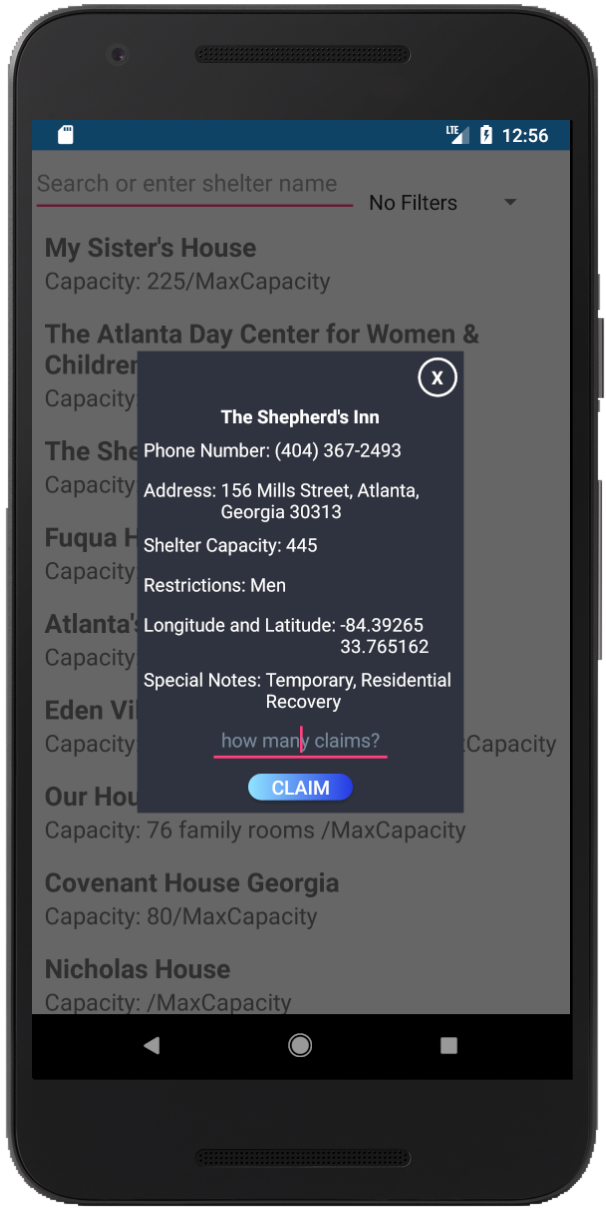 LTE 12:56
Search or enter shelter name
No Filters
My Sister's House
Capacity: 225/MaxCapacity
The Atlanta Day Center for Women &
Children
Capacity:
The She
Capacity
Fuqua H
Capacity
Atlanta's
Capacity
Eden Vil
Capacity: Capacity
Our Hou
Capacity: 76 family rooms /MaxCapacity
Covenant House Georgia
Capacity: 80/MaxCapacity
Nicholas House
Capacity: /MaxCapacity
X
The Shepherd's Inn
Phone Number: (404) 367-2493
Address: 156 Mills Street, Atlanta,
Georgia 30313
Shelter Capacity: 445
Restrictions: Men
Longitude and Latitude: -84.39265
33.765162
Special Notes: Temporary, Residential
Recovery
how many claims?
CLAIM